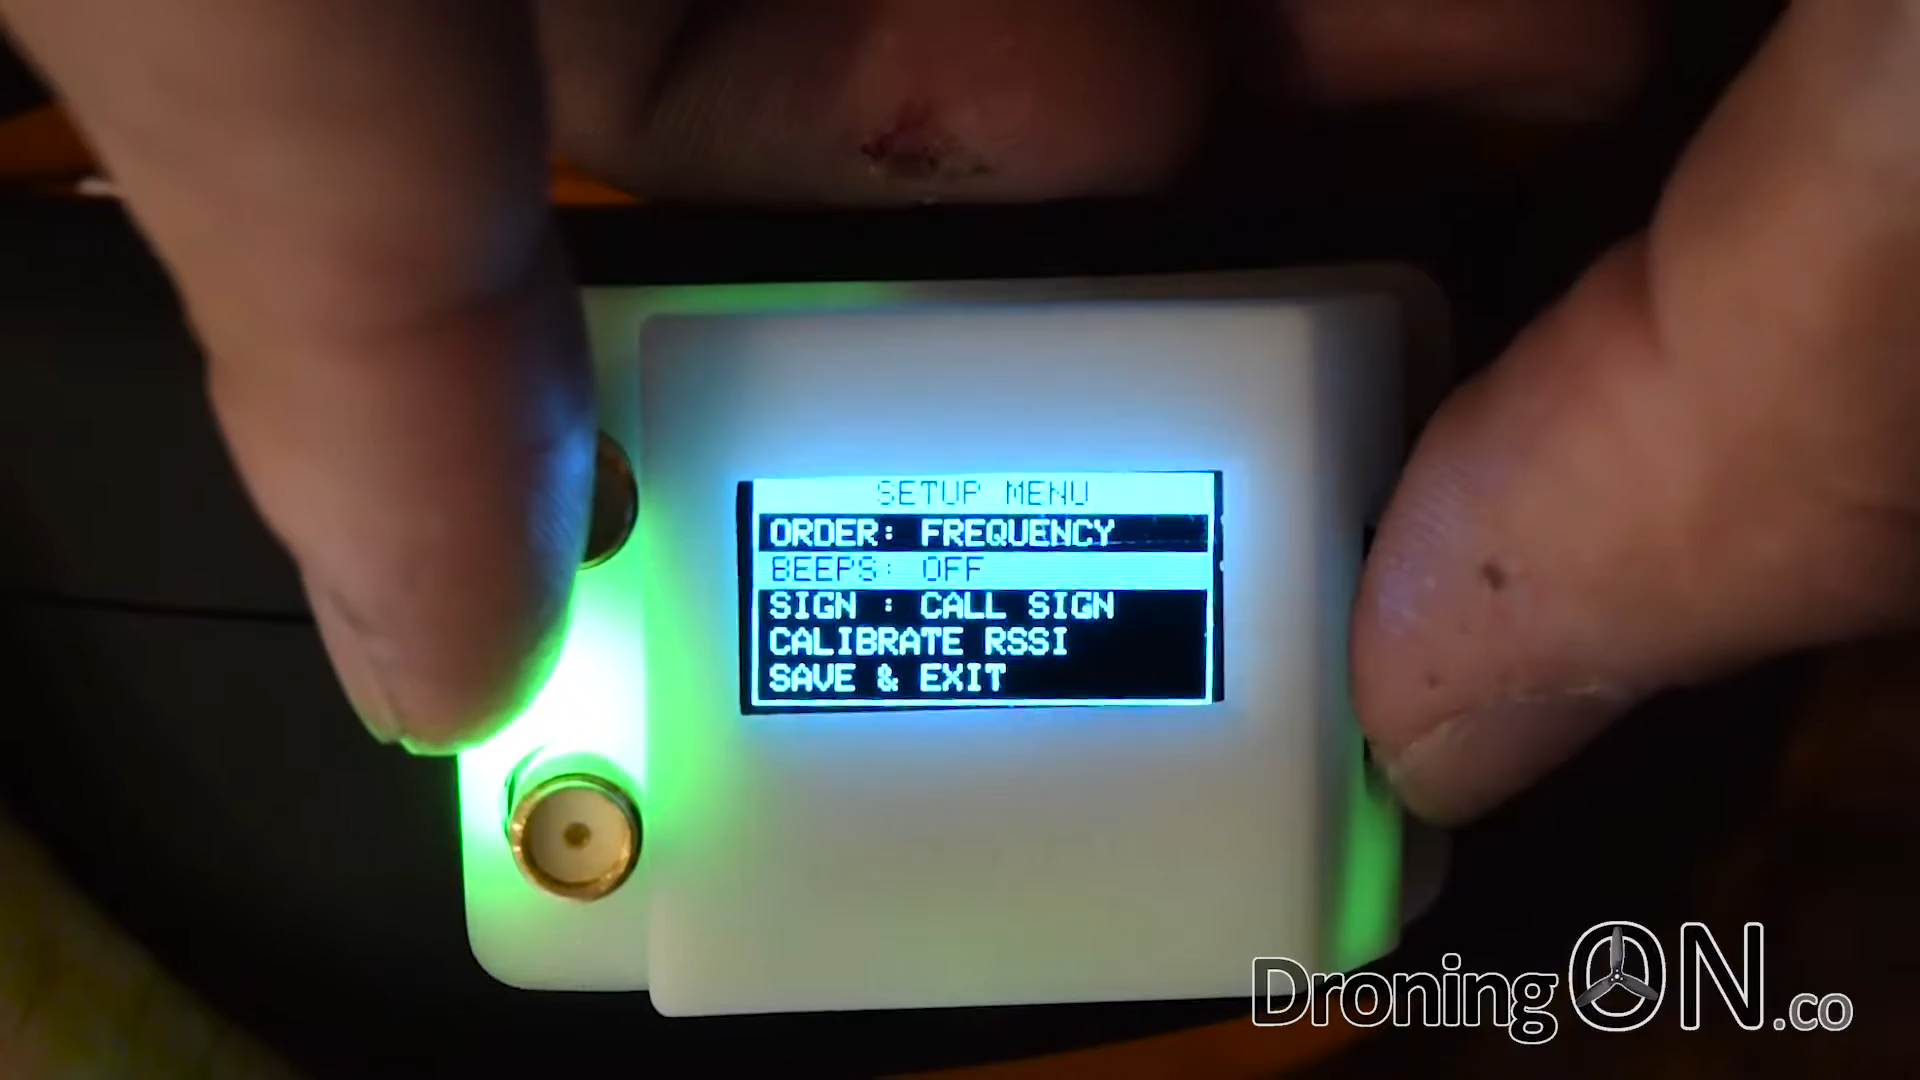 SETUP MENU
ORDER: FREQUENCY
BEEPS: OFF
SIGN : CALL SIGN
CALIBRATE RSSI
SAVE & EXIT
DroningON.co